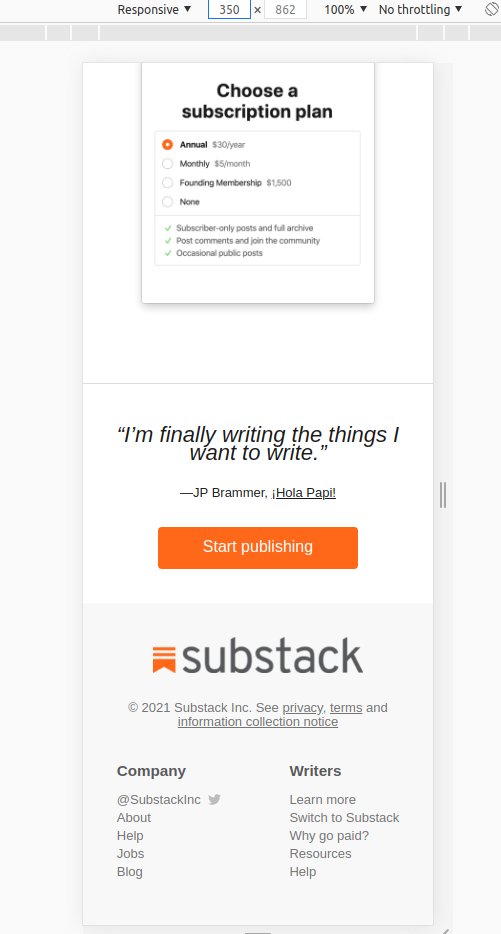 Responsive ▼ 350 × 862 100% ▼ No throttling ▼
Choose a
subscription plan
Annual $30/year
Monthly $5/month
Founding Membership $1,500
None
✓ Subscriber-only posts and full archive
✓ Post comments and join the community
✓ Occasional public posts
“I’m finally writing the things I
want to write.”
—JP Brammer, ¡Hola Papi!
Start publishing
substack
© 2021 Substack Inc. See privacy, terms and
information collection notice
Company
@SubstackInc
About
Help
Jobs
Blog
Writers
Learn more
Switch to Substack
Why go paid?
Resources
Help